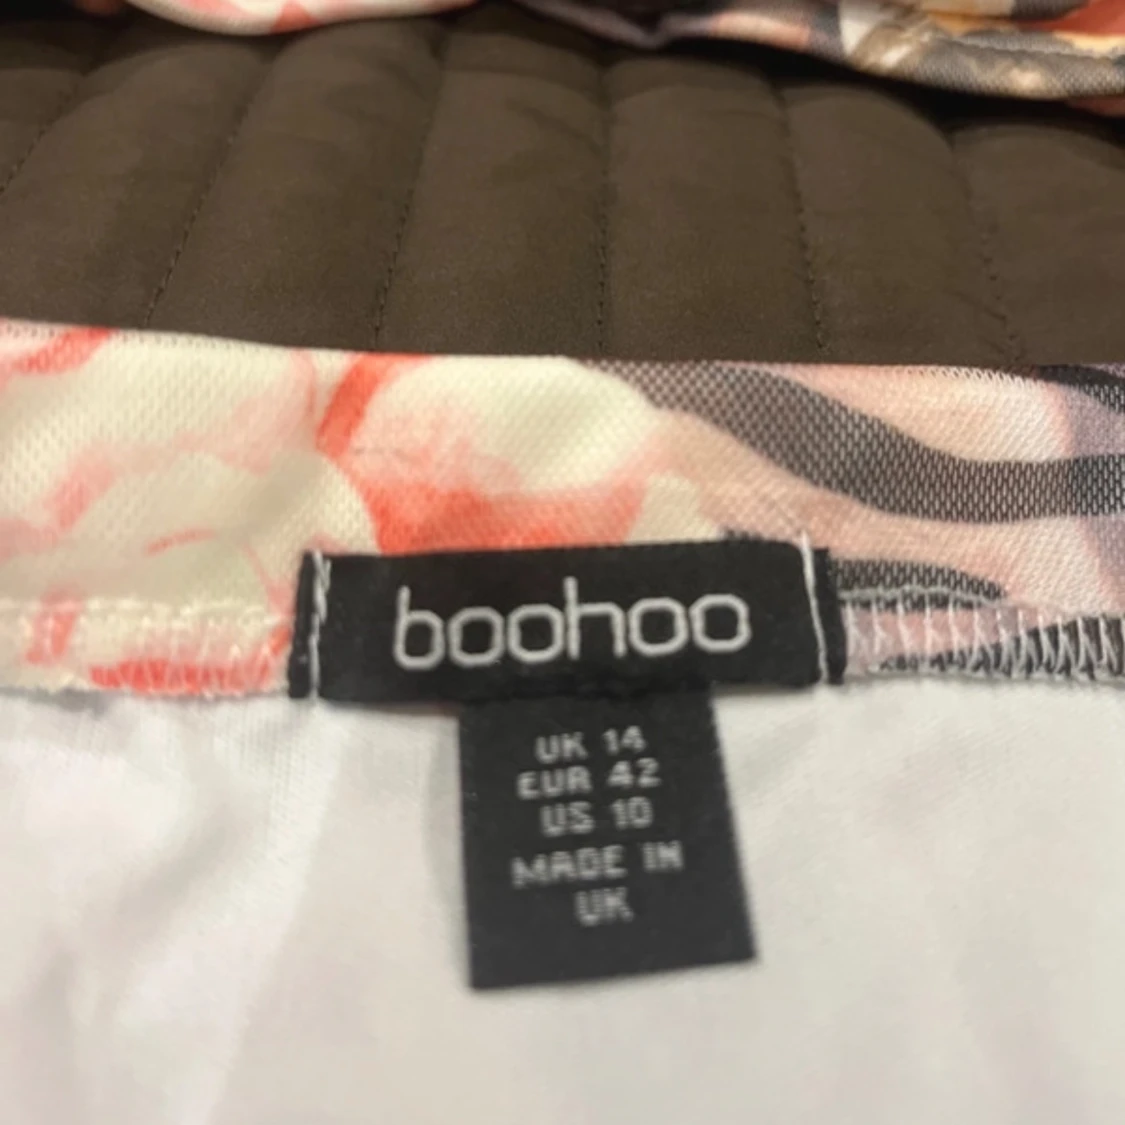 boohoo
UK 14
EUR 42
US 10
MADE IN
UK